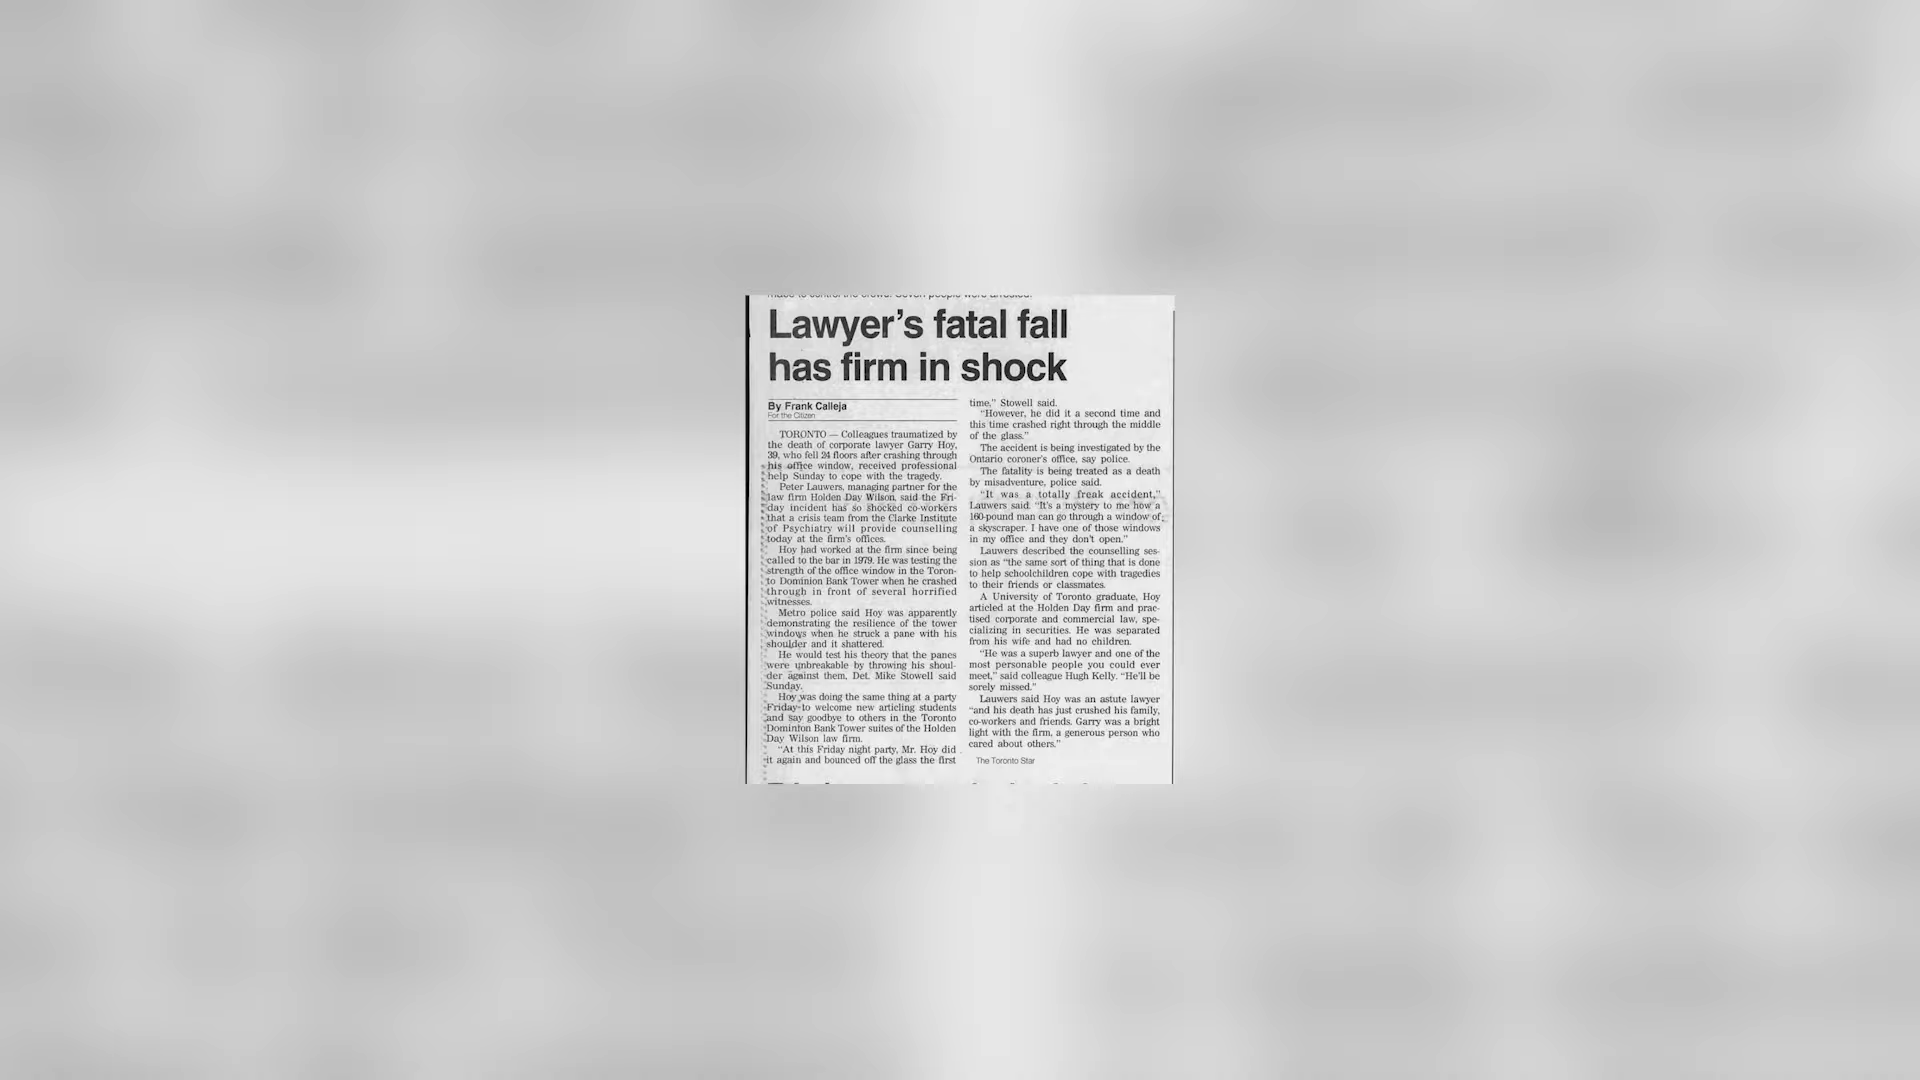 Lawyer's fatal fall
has firm in shock
By Frank Calleja
For the Citizen
TORONTO — Colleagues traumatized by
the death of corporate lawyer Garry Hoy,
39, who fell 24 floors after crashing through
his office window, received professional
help Sunday to cope with the tragedy.
Peter Lauwers, managing partner for the
law firm Holden Day Wilson, said the Fri-
day incident has so shocked co-workers
that a crisis team from the Clarke Institute
of Psychiatry will provide counselling
today at the firm's offices.
Hoy had worked at the firm since being
called to the bar in 1979. He was testing the
strength of the office window in the Toron-
to Dominion Bank Tower when he crashed
through in front of several horrified
witnesses.
Metro police said Hoy was apparently
demonstrating the resilience of the tower
windows when he struck a pane with his
shoulder and it shattered.
He would test his theory that the panes
were unbreakable by throwing his shoul-
der against them, Det. Mike Stowell said
Sunday.
Hoy was doing the same thing at a party
Friday to welcome new articling students
and say goodbye to others in the Toronto
Dominion Bank Tower suites of the Holden
Day Wilson law firm.
"At this Friday night party, Mr. Hoy did
it again and bounced off the glass the first
time," Stowell said.
"However, he did it a second time and
this time crashed right through the middle
of the glass."
The accident is being investigated by the
Ontario coroner's office, say police.
The fatality is being treated as a death
by misadventure, police said.
"It was a totally freak accident,"
Lauwers said. "It's a mystery to me how a
160-pound man can go through a window of
a skyscraper. I have one of those windows
in my office and they don't open."
Lauwers described the counselling ses-
sion as "the same sort of thing that is done
to help schoolchildren cope with tragedies
to their friends or classmates.
A University of Toronto graduate, Hoy
articled at the Holden Day firm and prac-
tised corporate and commercial law, spe-
cializing in securities. He was separated
from his wife and had no children.
"He was a superb lawyer and one of the
most personable people you could ever
meet," said colleague Hugh Kelly. "He'll be
sorely missed."
Lauwers said Hoy was an astute lawyer
"and his death has just crushed his family,
co-workers and friends. Garry was a bright
light with the firm, a generous person who
cared about others."
The Toronto Star